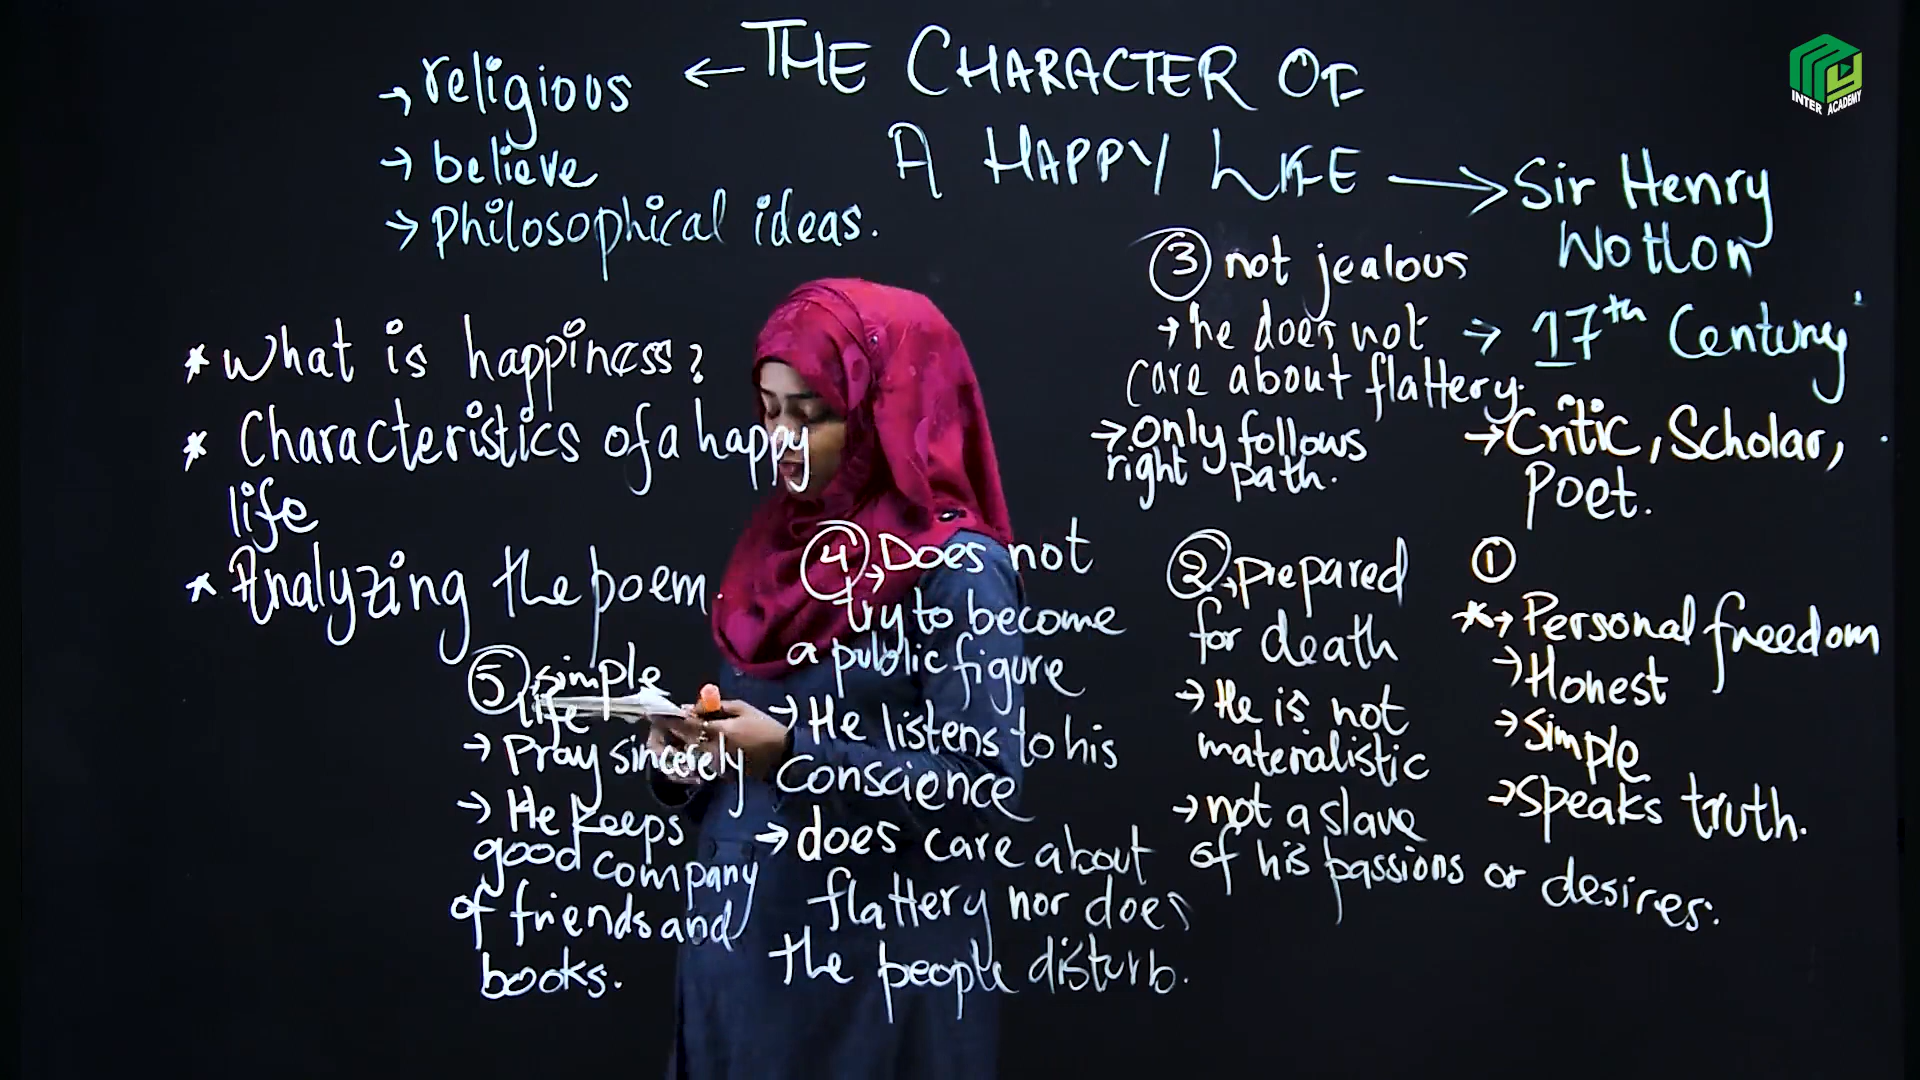 THE CHARACTER OF
A HAPPY LIFE
→ religious ←
→ believe
→ philosophical ideas.
→ Sir Henry
Wotton
→ 17th Century
→ Critic, Scholar,
Poet.
* What is happiness?
* Characteristics of a happy
life
* Analyzing the poem.
①
*→ Personal freedom
→ Honest
→ Simple
→ Speaks truth.
② → prepared
for death
→ He is not
materialistic
→ not a slave
of his passions or desires.
③ not jealous
→ he does not
care about flattery.
→ only follows
right path.
④ → Does not
try to become
a public figure
→ He listens to his
conscience
→ does care about
flattery nor does
the people disturb.
⑤ → simple
life
→ Pray sincerely
→ He keeps
good company
of friends and
books.
INTER ACADEMY